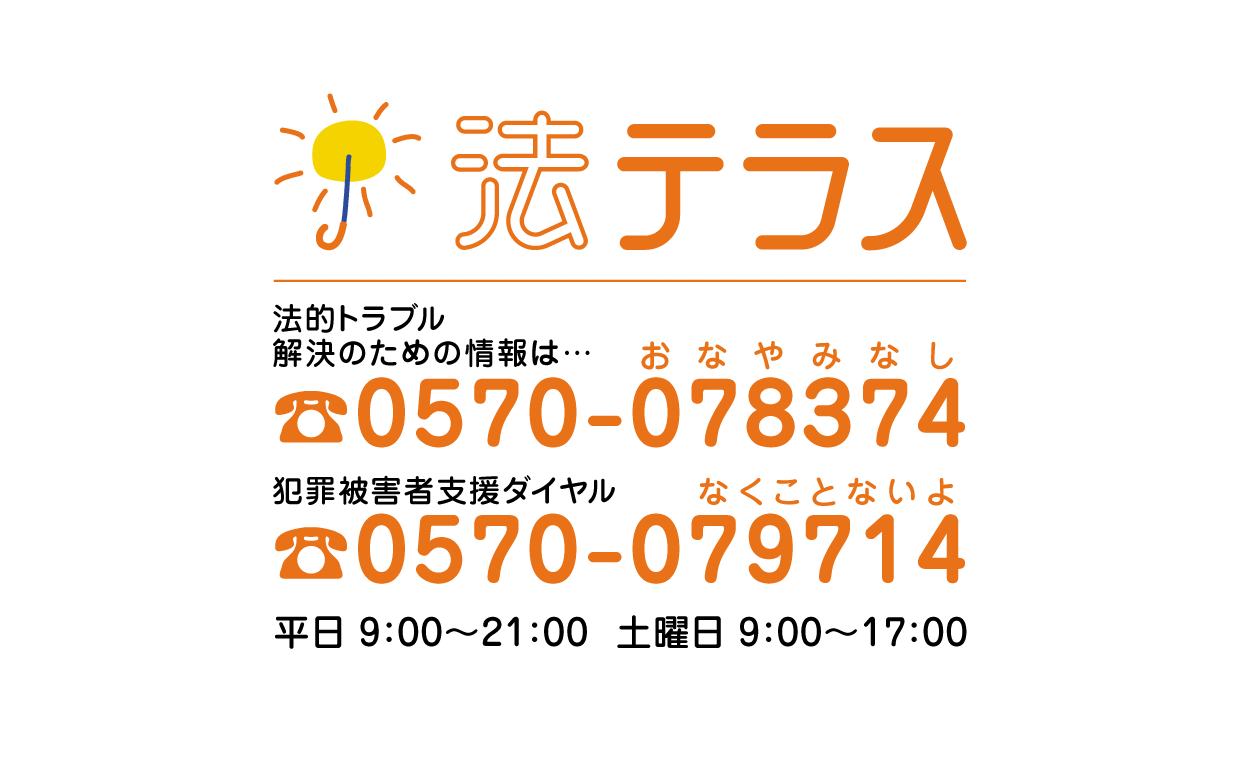 法テラス
法的トラブル
解決のための情報は…
おなやみなし
☎0570-078374
犯罪被害者支援ダイヤル なくことないよ
☎0570-079714
平日 9:00〜21:00 土曜日 9:00〜17:00